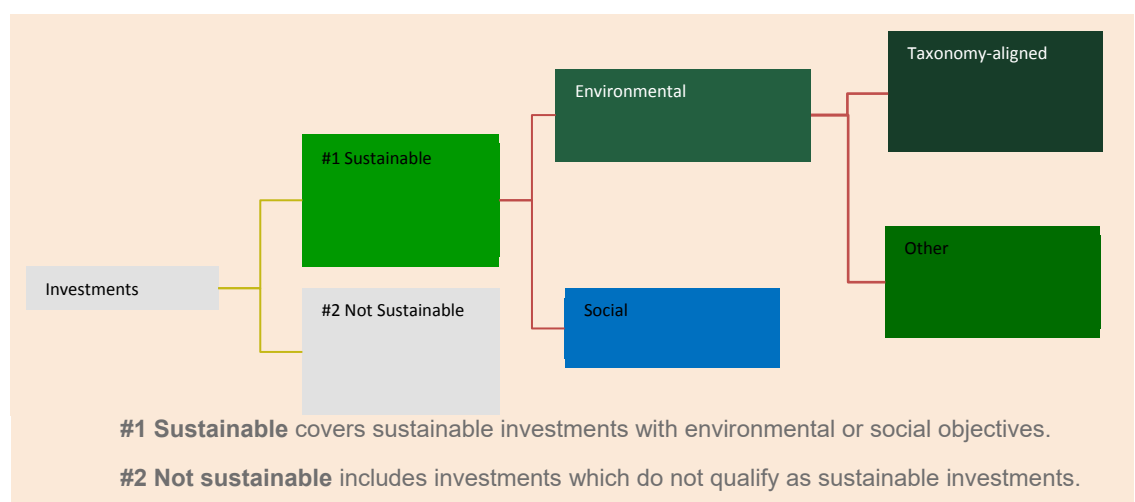 Taxonomy-aligned
Environmental
#1 Sustainable
Other
Investments
#2 Not Sustainable
Social
#1 Sustainable covers sustainable investments with environmental or social objectives.
#2 Not sustainable includes investments which do not qualify as sustainable investments.